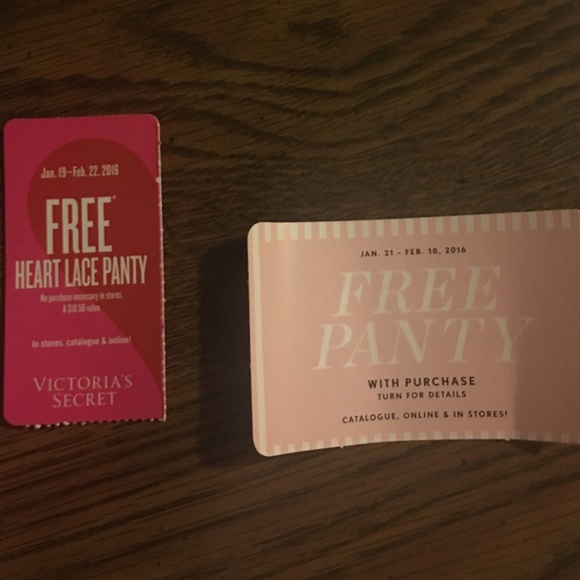 Jan. 19-Feb. 22, 2016
FREE*
HEART LACE PANTY
No purchase necessary in stores.
A $10.50 value.
In stores, catalogue & online!
VICTORIA'S
SECRET
JAN. 21 - FEB. 18, 2016
FREE
PANTY
WITH PURCHASE
TURN FOR DETAILS
CATALOGUE, ONLINE & IN STORES!